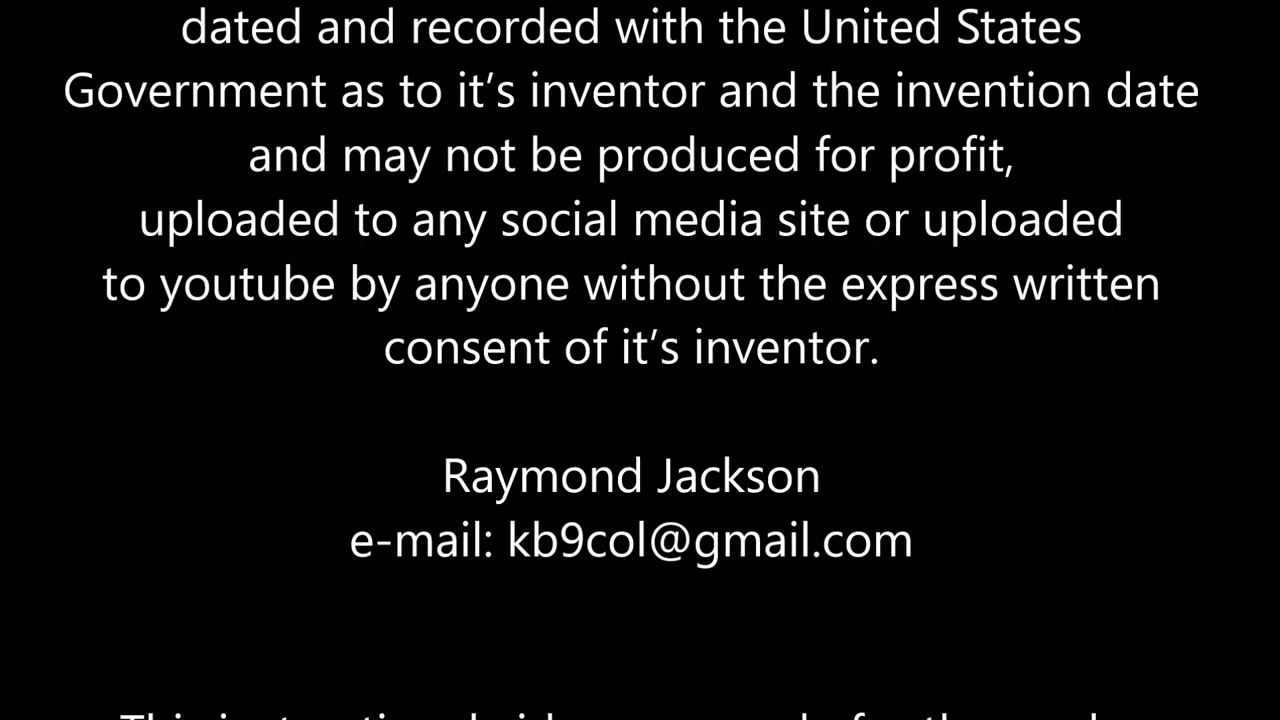 dated and recorded with the United States
Government as to it’s inventor and the invention date
and may not be produced for profit,
uploaded to any social media site or uploaded
to youtube by anyone without the express written
consent of it’s inventor.
Raymond Jackson
e-mail: kb9col@gmail.com